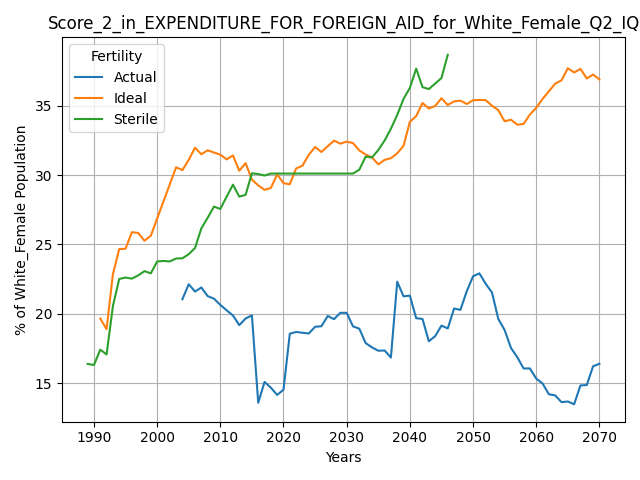 Score_2_in_EXPENDITURE_FOR_FOREIGN_AID_for_White_Female_Q2_IQ
Fertility
Actual
Ideal
Sterile
% of White_Female Population
35
30
25
20
15
1990
2000
2010
2020
2030
2040
2050
2060
2070
Years